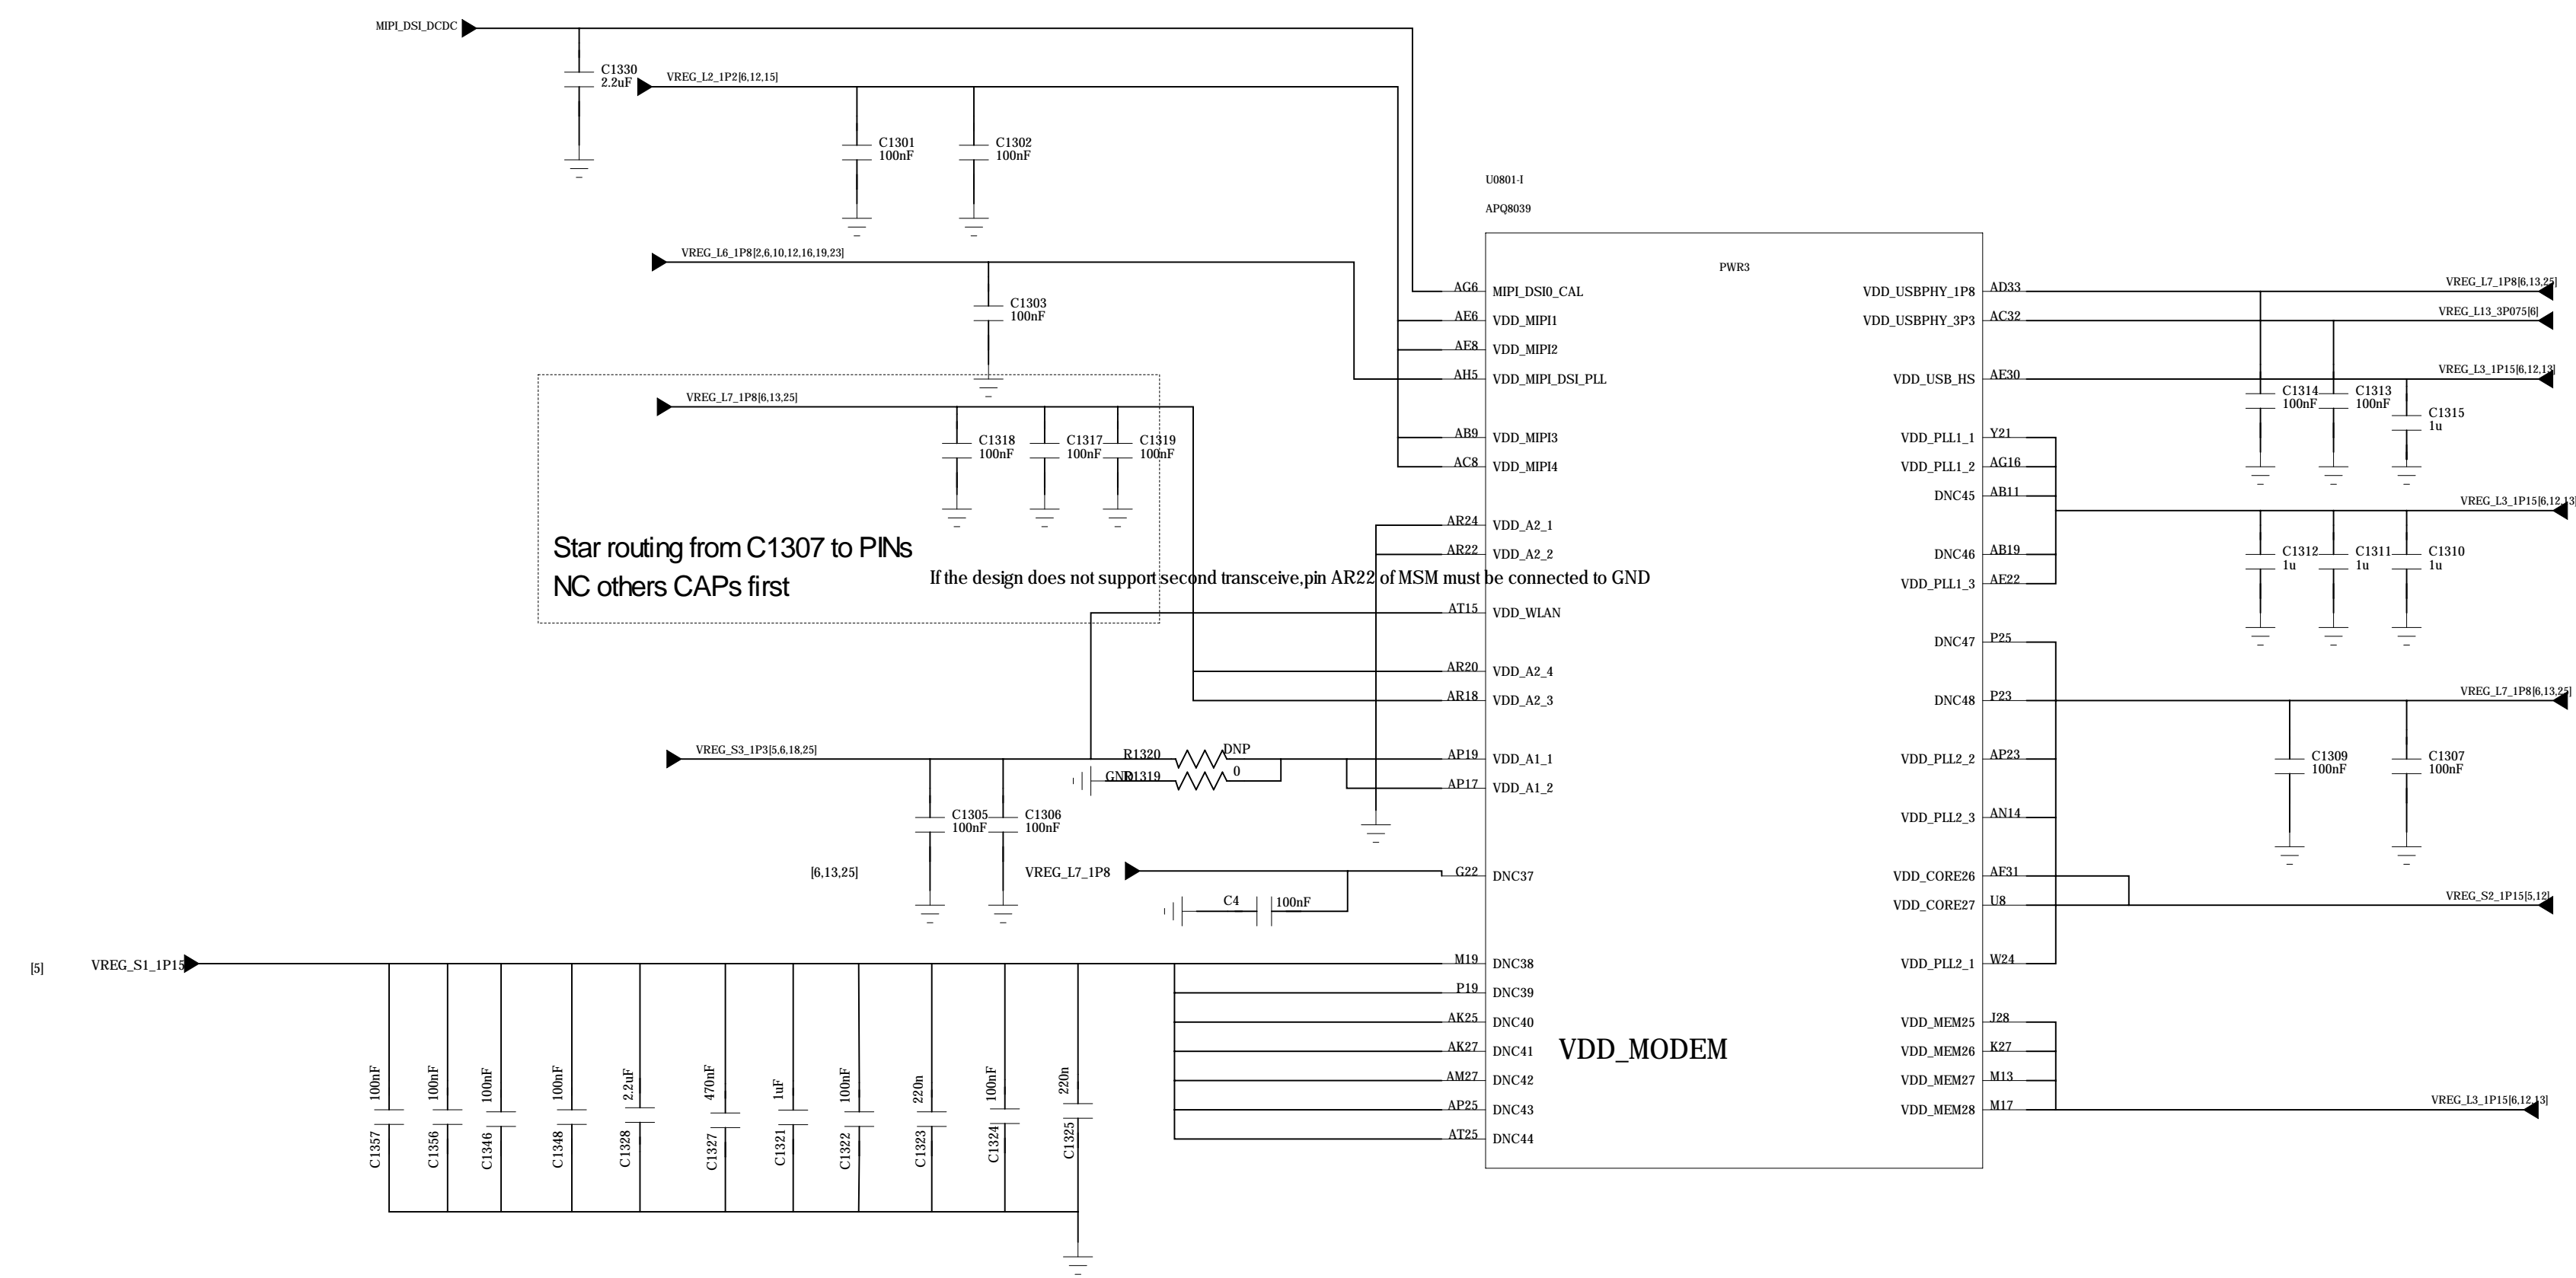 MIPI_DSI_DCDC
C1330
2.2uF
VREG_L2_1P2[6,12,15]
C1301
100nF
C1302
100nF
U0801-I
APQ8039
VREG_L6_1P8[2,6,10,12,16,19,23]
C1303
100nF
PWR3
AG6 MIPI_DSI0_CAL
AE6 VDD_MIPI1
AE8 VDD_MIPI2
AH5 VDD_MIPI_DSI_PLL
AB9 VDD_MIPI3
AC8 VDD_MIPI4
AR24 VDD_A2_1
AR22 VDD_A2_2
AT15 VDD_WLAN
AR20 VDD_A2_4
AR18 VDD_A2_3
AP19 VDD_A1_1
AP17 VDD_A1_2
G22 DNC37
M19 DNC38
P19 DNC39
AK25 DNC40
AK27 DNC41
AM27 DNC42
AP25 DNC43
AT25 DNC44
VDD_MODEM
VDD_USBPHY_1P8 AD33
VDD_USBPHY_3P3 AC32
VDD_USB_HS AE30
VDD_PLL1_1 Y21
VDD_PLL1_2 AG16
DNC45 AB11
DNC46 AB19
VDD_PLL1_3 AE22
DNC47 P25
DNC48 P23
VDD_PLL2_2 AP23
VDD_PLL2_3 AN14
VDD_CORE26 AF31
VDD_CORE27 U8
VDD_PLL2_1 W24
VDD_MEM25 J28
VDD_MEM26 K27
VDD_MEM27 M13
VDD_MEM28 M17
VREG_L7_1P8[6,13,25]
C1318
100nF
C1317
100nF
C1319
100nF
Star routing from C1307 to PINs
NC others CAPs first
If the design does not support second transceive,pin AR22 of MSM must be connected to GND
VREG_S3_1P3[5,6,18,25]
R1320 DNP
GND R1319 0
C1305
100nF
C1306
100nF
[6,13,25] VREG_L7_1P8
C4 100nF
[5] VREG_S1_1P15
100nF C1357
100nF C1356
100nF C1346
100nF C1348
2.2uF C1328
470nF C1327
1uF C1321
100nF C1322
220n C1323
100nF C1324
220n C1325
VREG_L7_1P8[6,13,25]
VREG_L13_3P075[6]
VREG_L3_1P15[6,12,13]
C1314
100nF
C1313
100nF
C1315
1u
VREG_L3_1P15[6,12,13]
C1312
1u
C1311
1u
C1310
1u
VREG_L7_1P8[6,13,25]
C1309
100nF
C1307
100nF
VREG_S2_1P15[5,12]
VREG_L3_1P15[6,12,13]